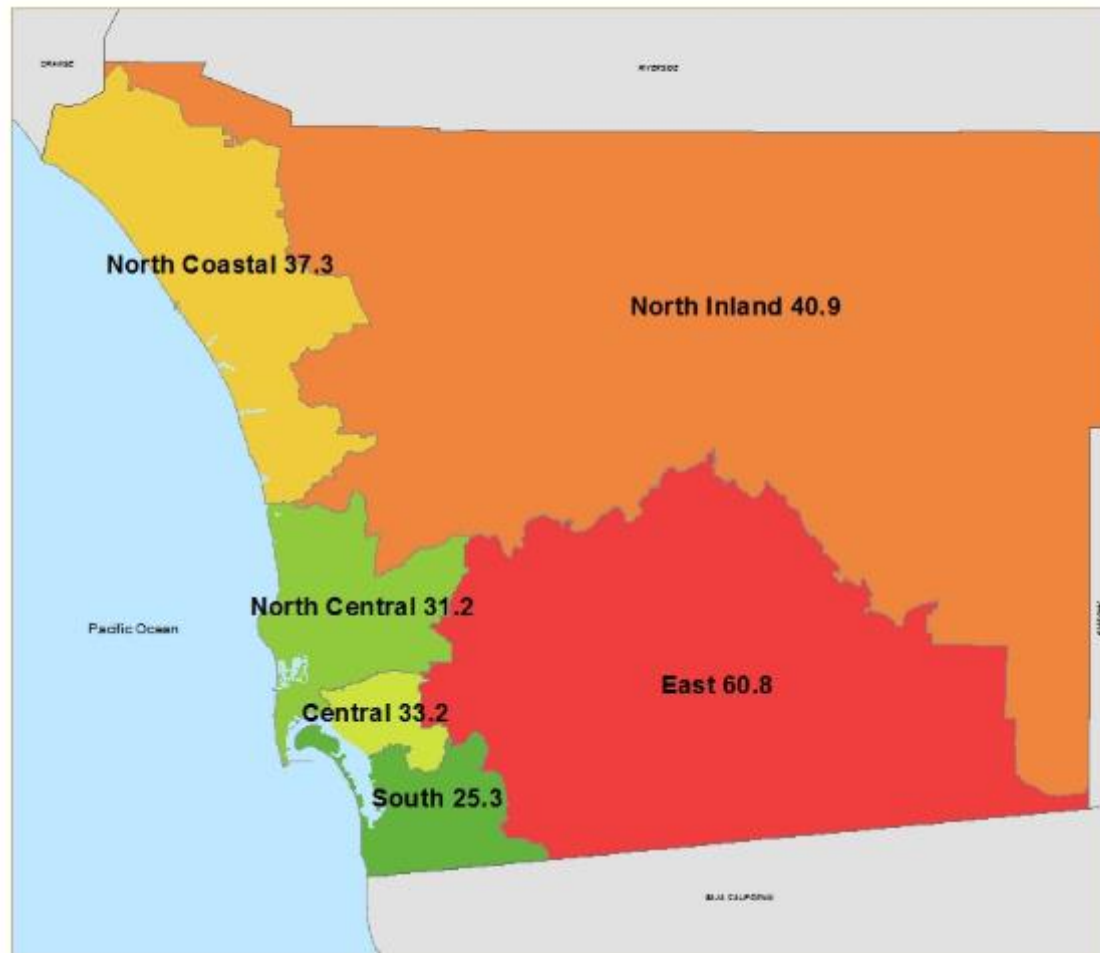 ORANGE
RIVERSIDE
North Coastal 37.3
North Inland 40.9
North Central 31.2
Pacific Ocean
East 60.8
Central 33.2
South 25.3
BAJA CALIFORNIA